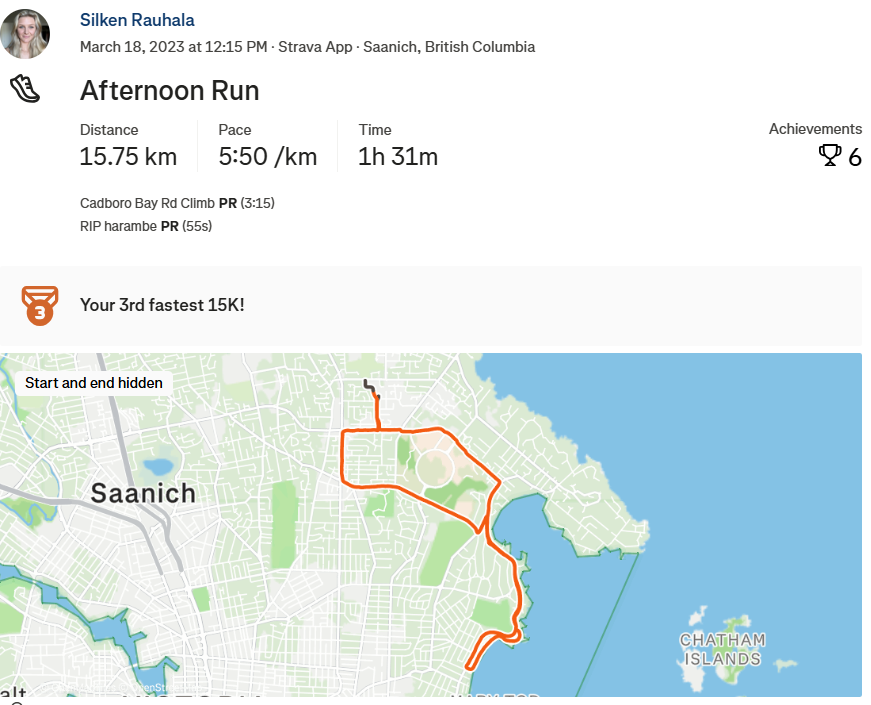 Silken Rauhala
March 18, 2023 at 12:15 PM · Strava App · Saanich, British Columbia
Afternoon Run
Distance
Pace
Time
Achievements
15.75 km
5:50 /km
1h 31m
6
Cadboro Bay Rd Climb PR (3:15)
RIP harambe PR (55s)
3
Your 3rd fastest 15K!
Start and end hidden
Saanich
CHATHAM
ISLANDS